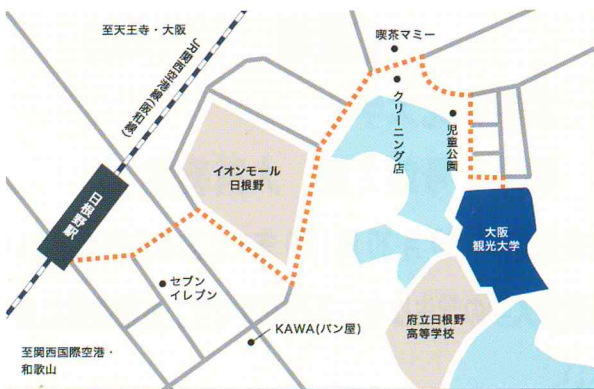 至天王寺・大阪
JR関西空港線(阪和線)
喫茶マミー
クリーニング店
児童公園
イオンモール
日根野
日根野駅
大阪
観光大学
セブン
イレブン
府立日根野
高等学校
KAWA(パン屋)
至関西国際空港・
和歌山